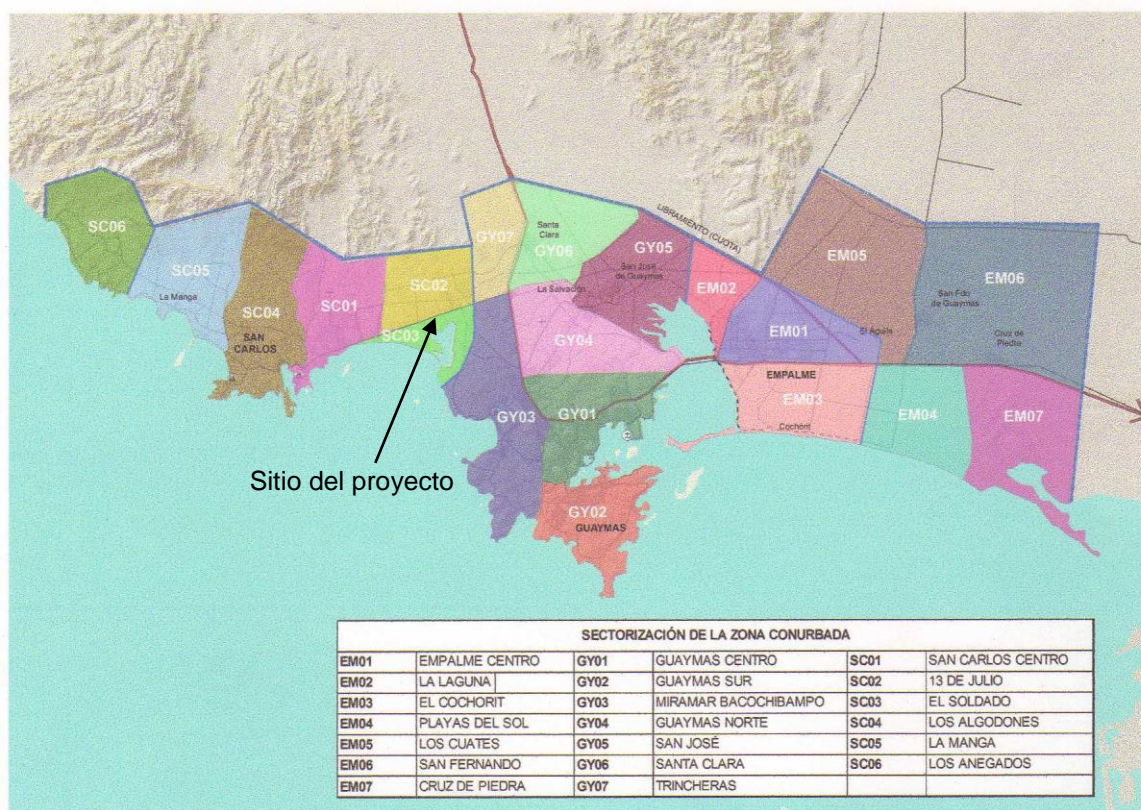 LIBRAMIENTO (CUOTA)
SC06
SC05
La Manga
SC04
SAN
CARLOS
SC01
SC02
SC03
GY07
Santa
Clara
GY06
La Salvación
GY05
San José
de Guaymas
GY04
GY03
GY01
GY02
GUAYMAS
EM02
EM01
EMPALME
EM03
Cochorit
EM05
El Aguila
EM04
EM06
San Fdo
de Guaymas
Cruz de
Piedra
EM07
Sitio del proyecto
SECTORIZACIÓN DE LA ZONA CONURBADA
EM01 EMPALME CENTRO GY01 GUAYMAS CENTRO SC01 SAN CARLOS CENTRO
EM02 LA LAGUNA GY02 GUAYMAS SUR SC02 13 DE JULIO
EM03 EL COCHORIT GY03 MIRAMAR BACOCHIBAMPO SC03 EL SOLDADO
EM04 PLAYAS DEL SOL GY04 GUAYMAS NORTE SC04 LOS ALGODONES
EM05 LOS CUATES GY05 SAN JOSÉ SC05 LA MANGA
EM06 SAN FERNANDO GY06 SANTA CLARA SC06 LOS ANEGADOS
EM07 CRUZ DE PIEDRA GY07 TRINCHERAS